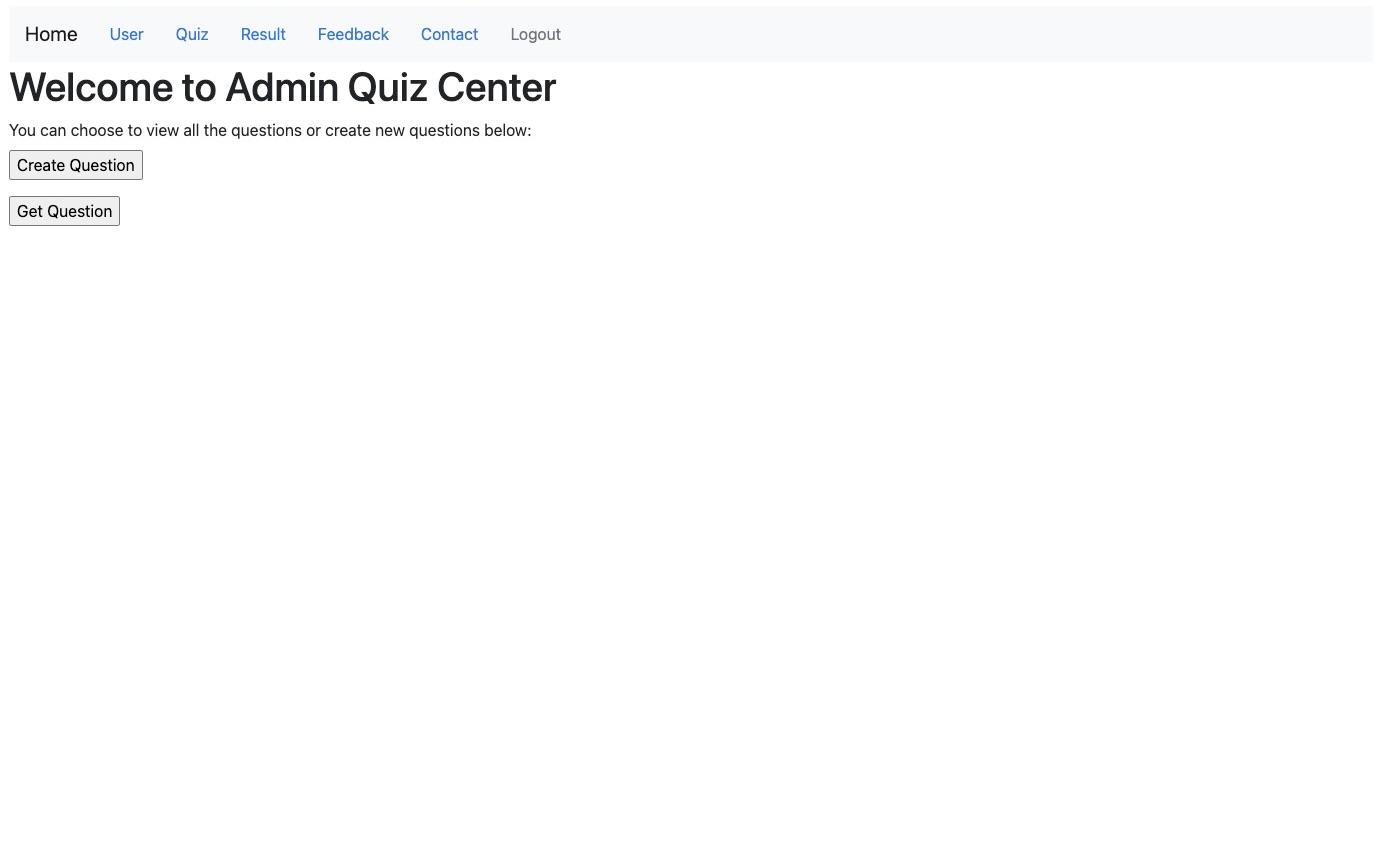 Home User Quiz Result Feedback Contact Logout
Welcome to Admin Quiz Center
You can choose to view all the questions or create new questions below:
Create Question
Get Question